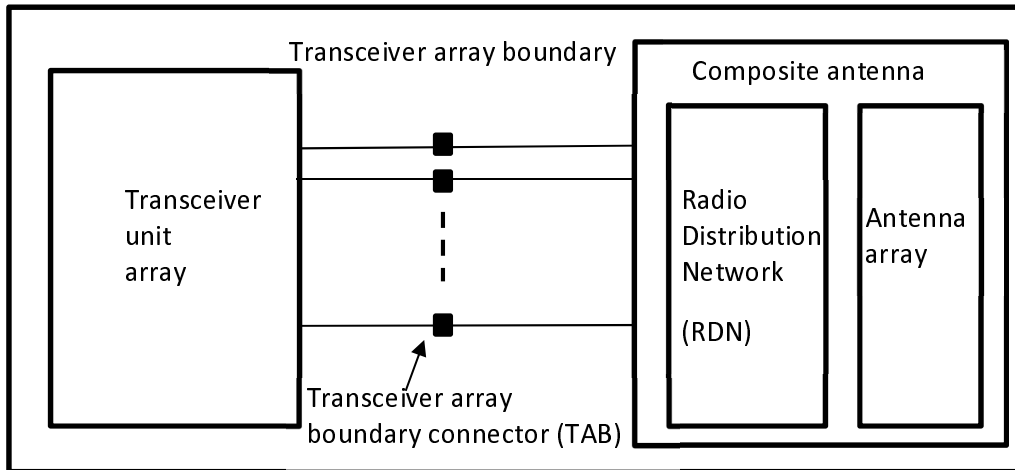 Transceiver array boundary
Composite antenna
Transceiver
unit
array
Radio
Distribution
Network
(RDN)
Antenna
array
Transceiver array
boundary connector (TAB)